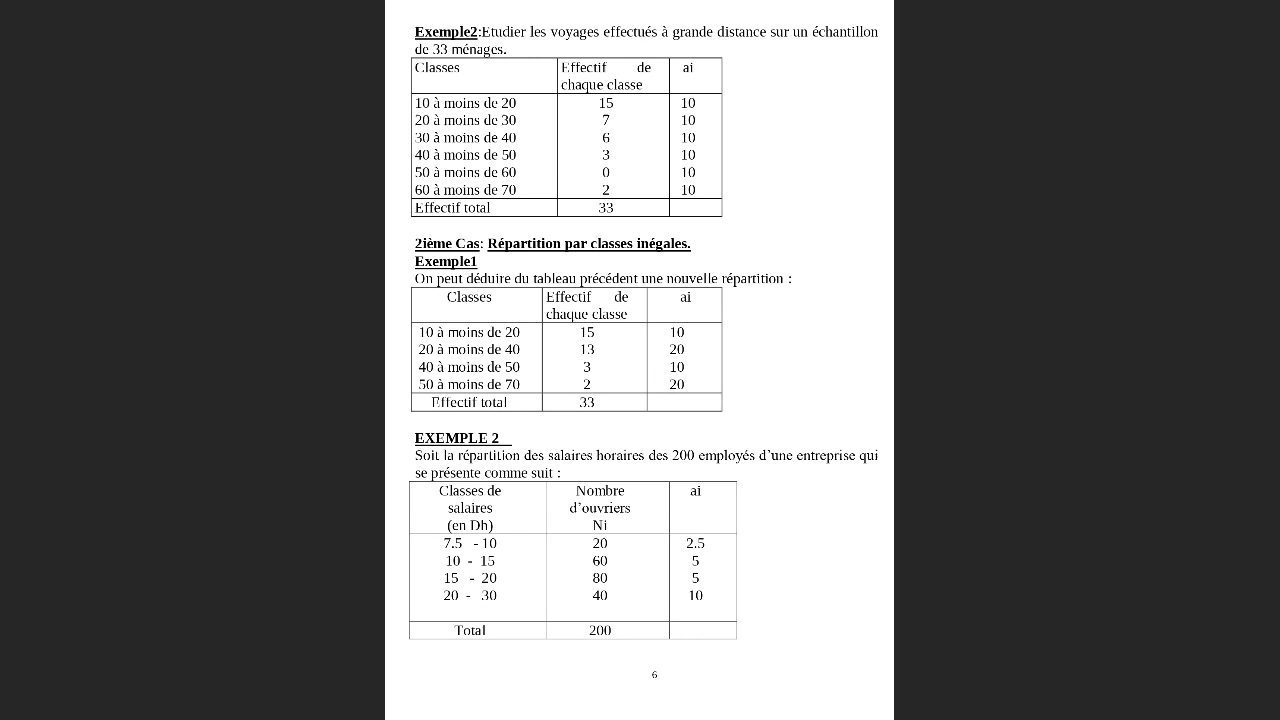 Exemple2:Etudier les voyages effectués à grande distance sur un échantillon
de 33 ménages.
Classes Effectif de ai
chaque classe
10 à moins de 20 15 10
20 à moins de 30 7 10
30 à moins de 40 6 10
40 à moins de 50 3 10
50 à moins de 60 0 10
60 à moins de 70 2 10
Effectif total 33
2ième Cas: Répartition par classes inégales.
Exemple1
On peut déduire du tableau précédent une nouvelle répartition :
Classes Effectif de ai
chaque classe
10 à moins de 20 15 10
20 à moins de 40 13 20
40 à moins de 50 3 10
50 à moins de 70 2 20
Effectif total 33
EXEMPLE 2
Soit la répartition des salaires horaires des 200 employés d’une entreprise qui
se présente comme suit :
Classes de Nombre ai
salaires d’ouvriers
(en Dh) Ni
7.5 - 10 20 2.5
10 - 15 60 5
15 - 20 80 5
20 - 30 40 10
Total 200
6